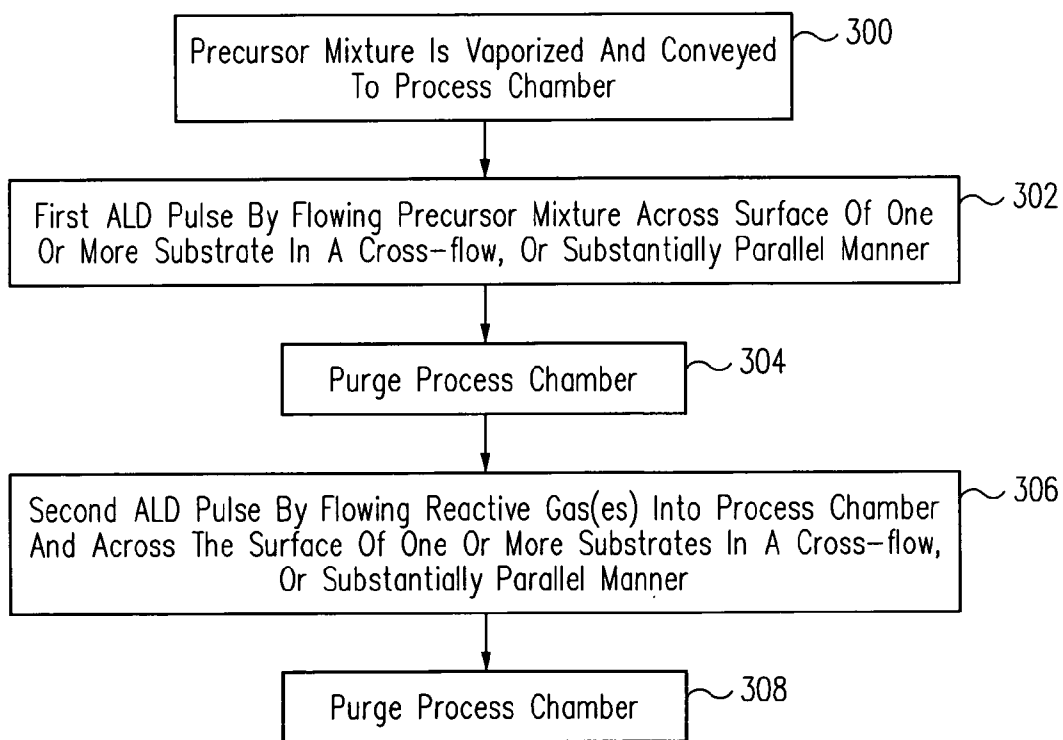 Precursor Mixture Is Vaporized And Conveyed
To Process Chamber
300
First ALD Pulse By Flowing Precursor Mixture Across Surface Of One
Or More Substrate In A Cross-flow, Or Substantially Parallel Manner
302
Purge Process Chamber
304
Second ALD Pulse By Flowing Reactive Gas(es) Into Process Chamber
And Across The Surface Of One Or More Substrates In A Cross-flow,
Or Substantially Parallel Manner
306
Purge Process Chamber
308